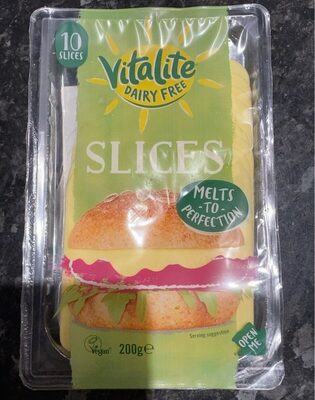 10
SLICES
Vitalite
DAIRY FREE
SLICES
MELTS
-TO-
PERFECTION
Serving suggestion
Vegan
200g e
OPEN
ME